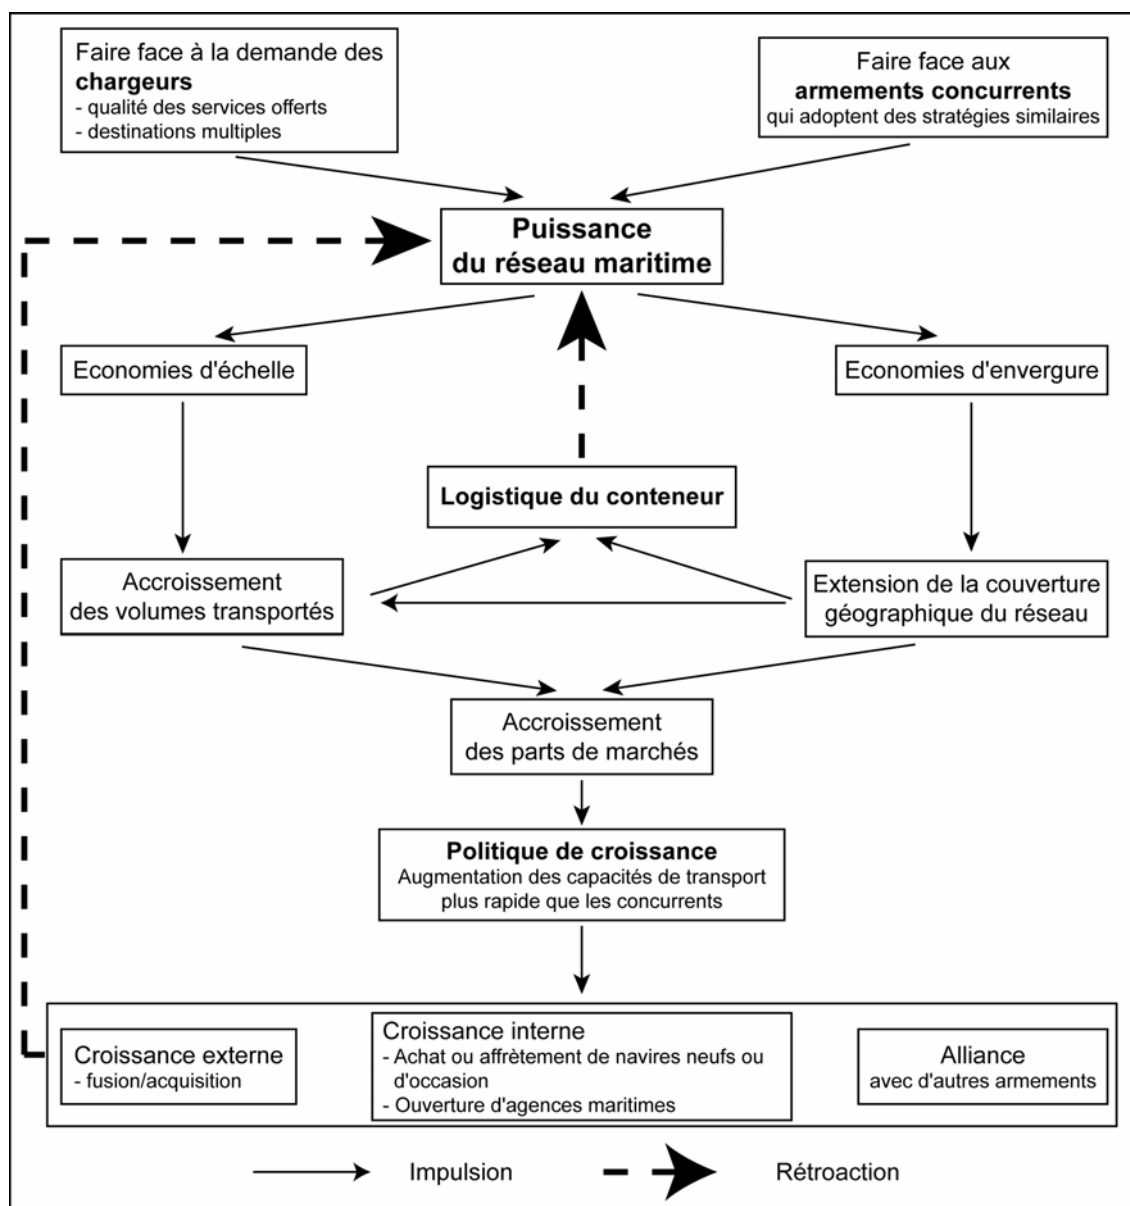 Faire face à la demande des
chargeurs
- qualité des services offerts
- destinations multiples
Faire face aux
armements concurrents
qui adoptent des stratégies similaires
Puissance
du réseau maritime
Economies d'échelle
Economies d'envergure
Logistique du conteneur
Accroissement
des volumes transportés
Extension de la couverture
géographique du réseau
Accroissement
des parts de marchés
Politique de croissance
Augmentation des capacités de transport
plus rapide que les concurrents
Croissance externe
- fusion/acquisition
Croissance interne
- Achat ou affrètement de navires neufs ou
d'occasion
- Ouverture d'agences maritimes
Alliance
avec d'autres armements
Impulsion
Rétroaction